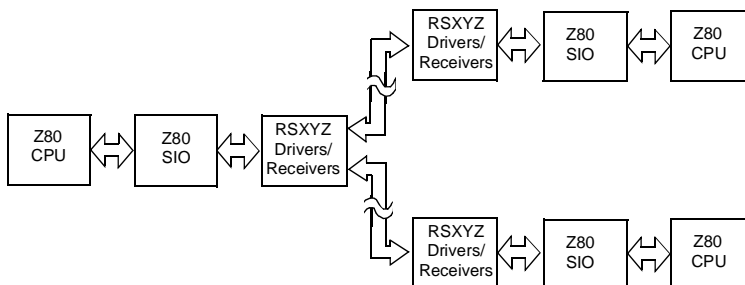 RSXYZ
Drivers/
Receivers
Z80
SIO
Z80
CPU
Z80
CPU
Z80
SIO
RSXYZ
Drivers/
Receivers
RSXYZ
Drivers/
Receivers
Z80
SIO
Z80
CPU